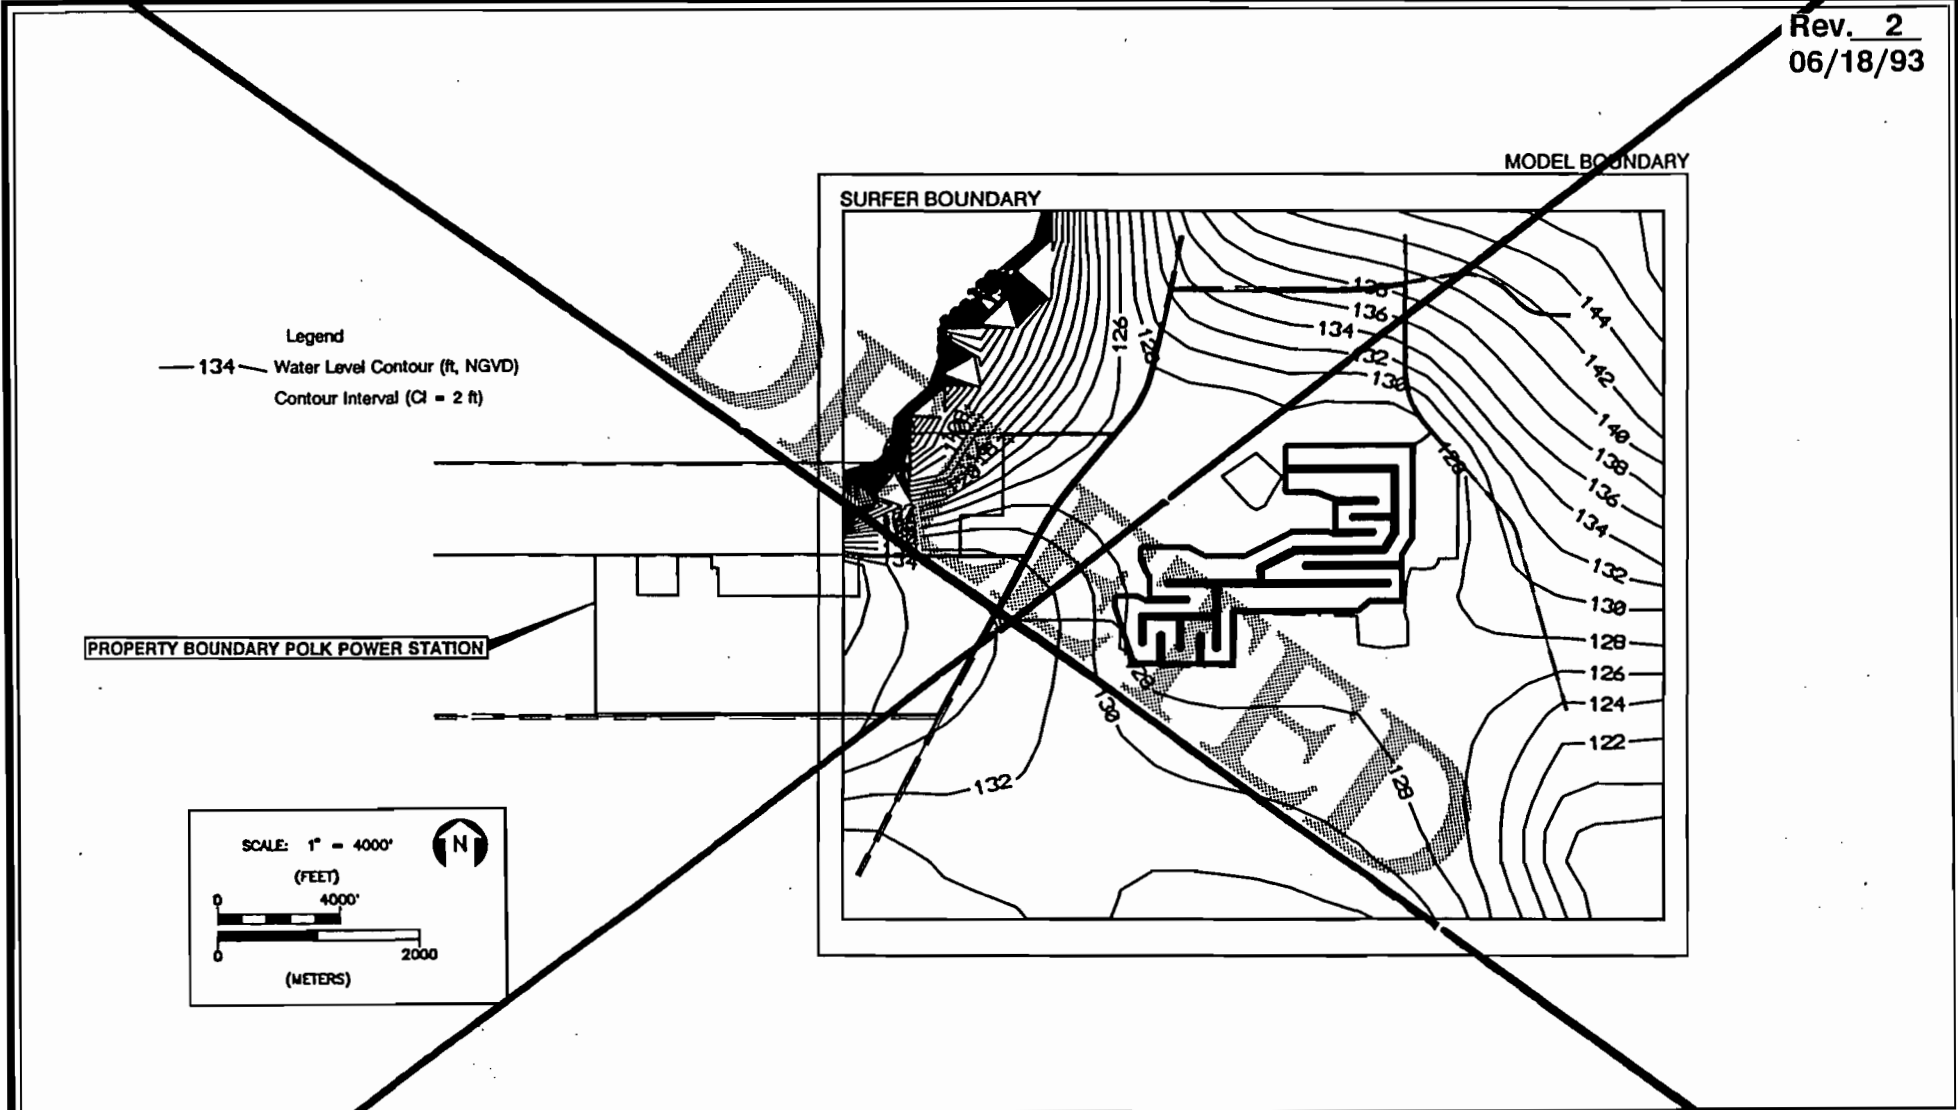 Rev. 2
06/18/93
MODEL BOUNDARY
SURFER BOUNDARY
DELETED
Legend
134 Water Level Contour (ft, NGVD)
Contour Interval (CI = 2 ft)
PROPERTY BOUNDARY POLK POWER STATION
SCALE: 1" = 4000'
(FEET)
0 4000'
0 2000
(METERS)
N
126
128
138
136
134
132
130
144
142
140
138
136
134
132
130
128
126
124
122
128
130
128
132
134